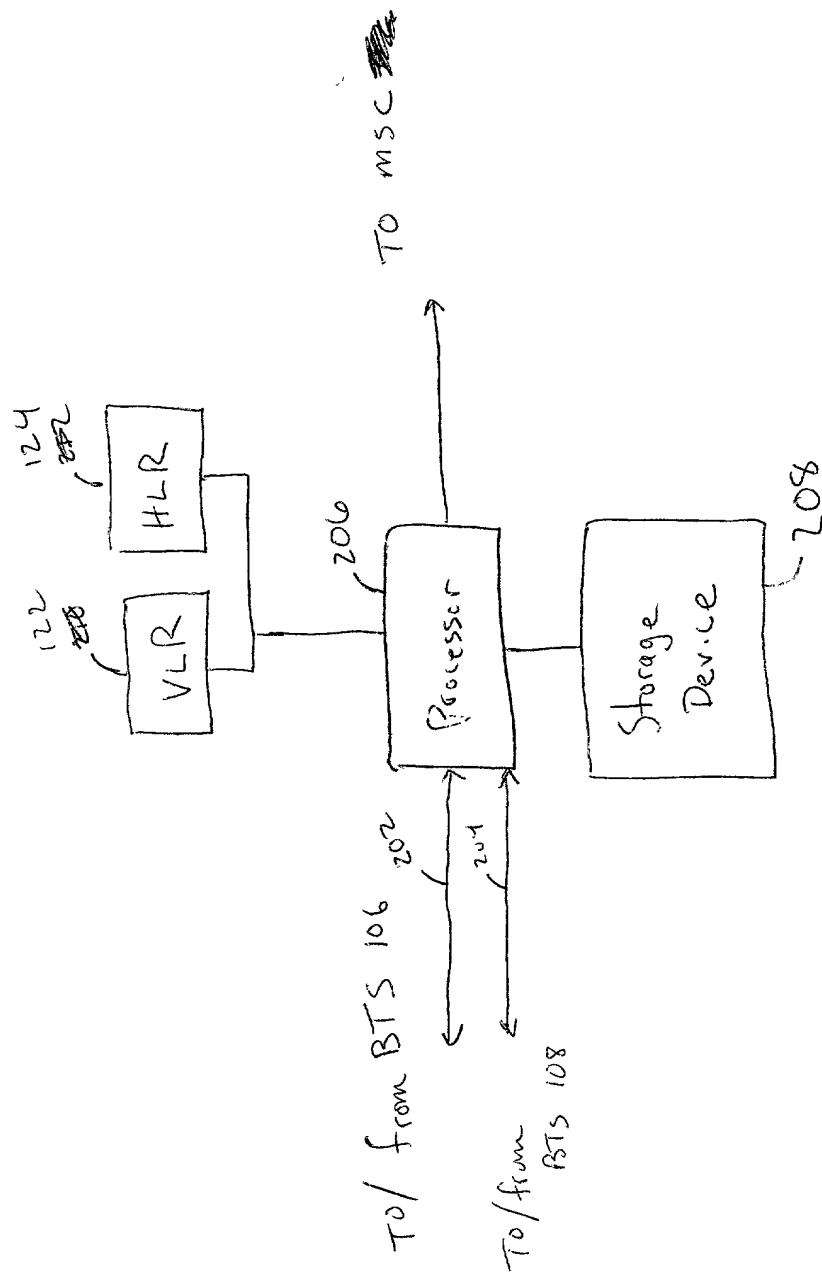 122
124
VLR
HLR
206
To/from BTS 106
202
Processor
To MSC
204
To/from
BTS 108
Storage
Device
208